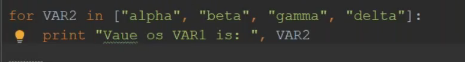 for VAR2 in ["alpha", "beta", "gamma", "delta"]:
print "Vaue os VAR1 is: ", VAR2